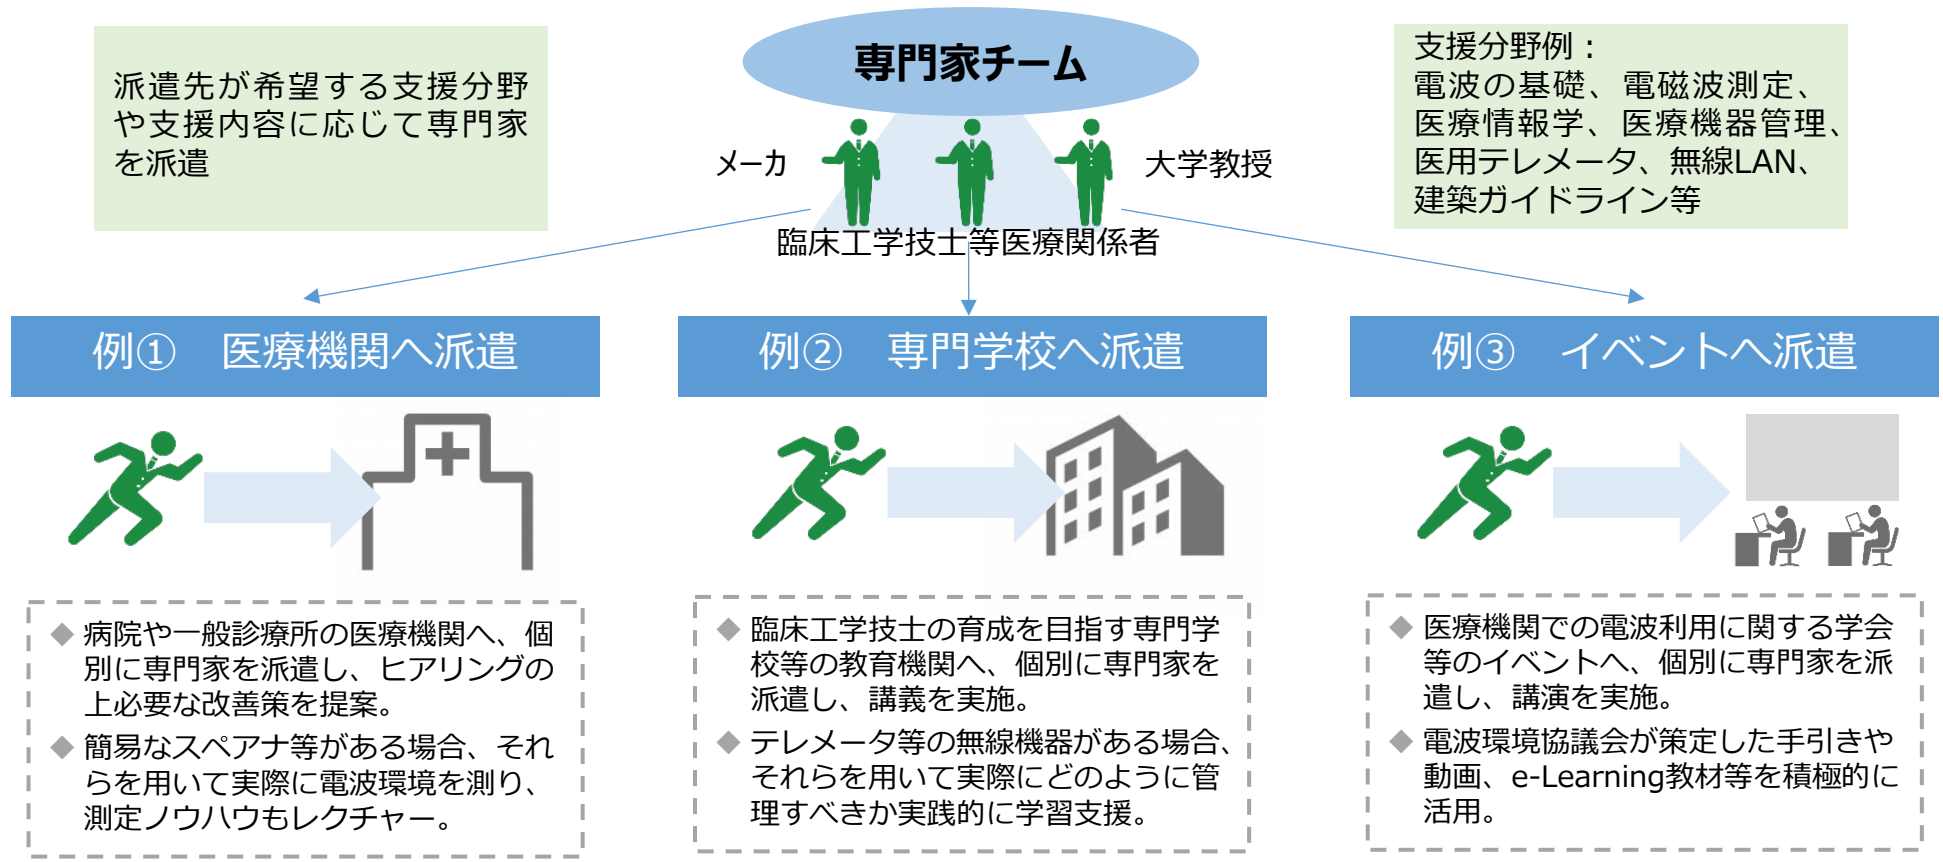 専門家チーム
派遣先が希望する支援分野
や支援内容に応じて専門家
を派遣
支援分野例：
電波の基礎、電磁波測定、
医療情報学、医療機器管理、
医用テレメータ、無線LAN、
建築ガイドライン等
メーカ
大学教授
臨床工学技士等医療関係者
例①　医療機関へ派遣
例②　専門学校へ派遣
例③　イベントへ派遣
◆ 病院や一般診療所の医療機関へ、個
別に専門家を派遣し、ヒアリングの
上必要な改善策を提案。
◆ 簡易なスペアナ等がある場合、それ
らを用いて実際に電波環境を測り、
測定ノウハウもレクチャー。
◆ 臨床工学技士の育成を目指す専門学
校等の教育機関へ、個別に専門家を
派遣し、講義を実施。
◆ テレメータ等の無線機器がある場合、
それらを用いて実際にどのように管
理すべきか実践的に学習支援。
◆ 医療機関での電波利用に関する学会
等のイベントへ、個別に専門家を派
遣し、講演を実施。
◆ 電波環境協議会が策定した手引きや
動画、e-Learning教材等を積極的に
活用。